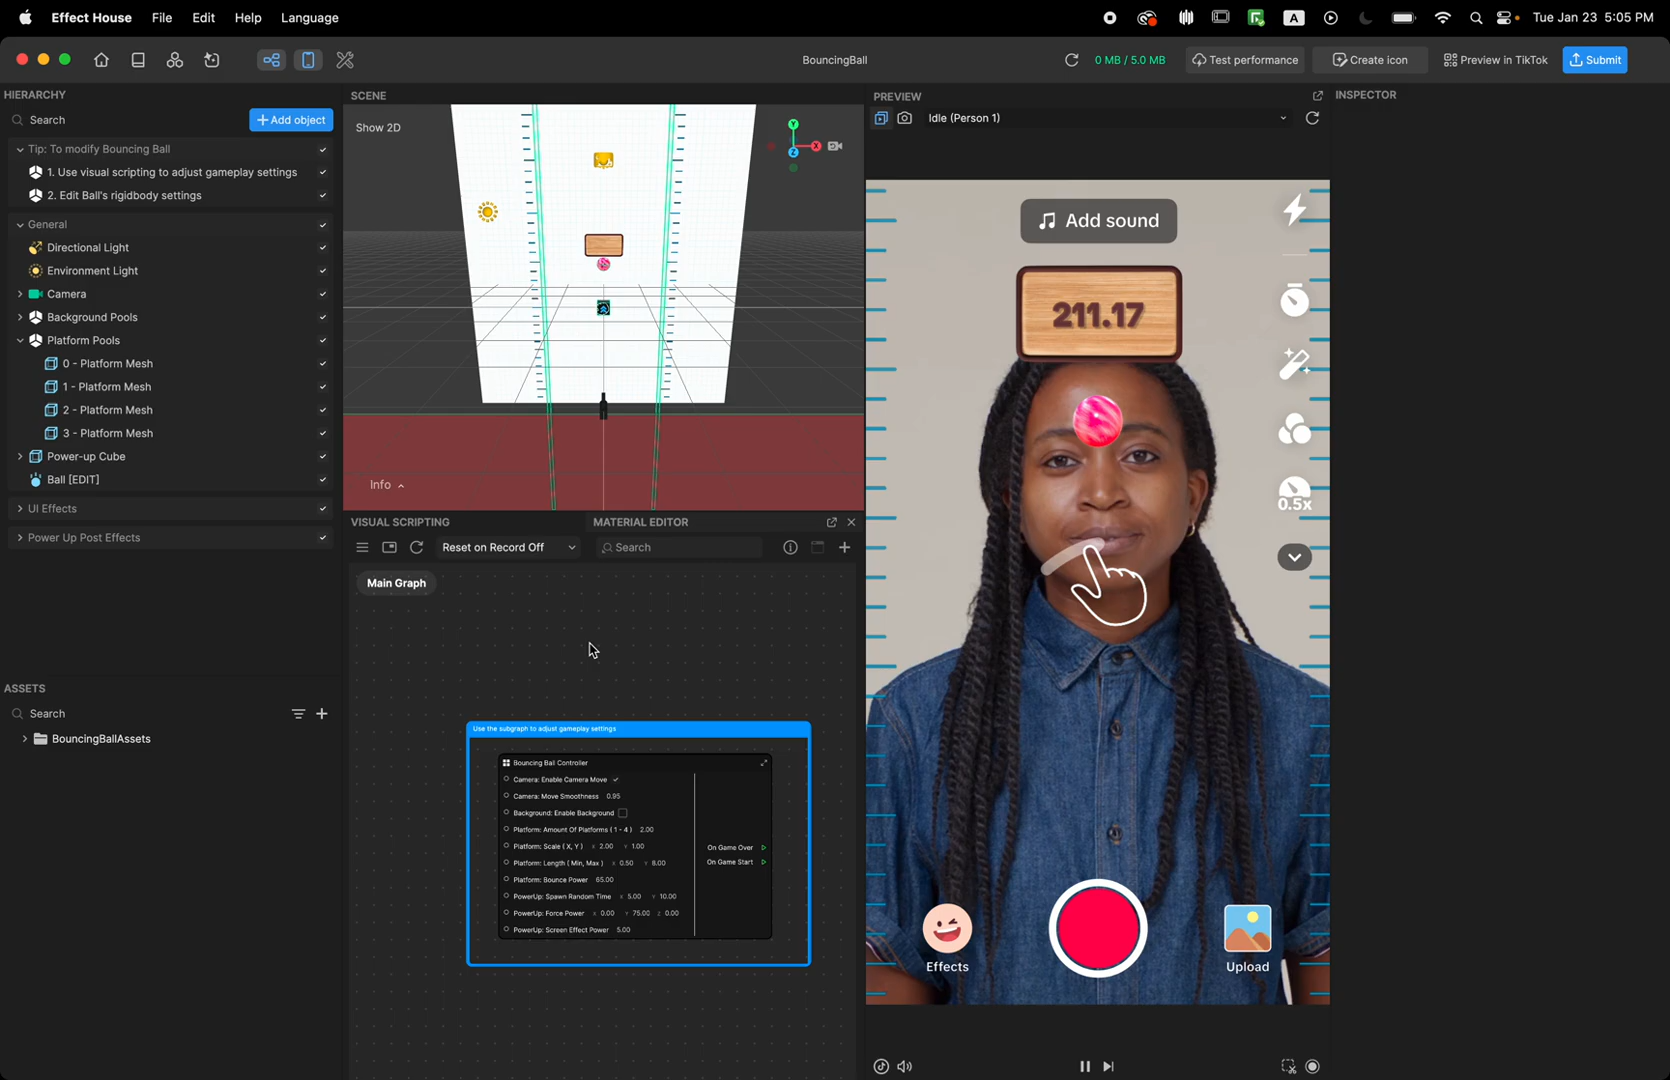 Effect House File Edit Help Language
A Tue Jan 23 5:05 PM
BouncingBall
0 MB / 5.0 MB
Test performance
Create icon
Preview in TikTok
Submit
HIERARCHY
Search
+Add object
Tip: To modify Bouncing Ball
1. Use visual scripting to adjust gameplay settings
2. Edit Ball's rigidbody settings
General
Directional Light
Environment Light
Camera
Background Pools
Platform Pools
0 - Platform Mesh
1 - Platform Mesh
2 - Platform Mesh
3 - Platform Mesh
Power-up Cube
Ball [EDIT]
UI Effects
Power Up Post Effects
ASSETS
Search
BouncingBallAssets
SCENE
Show 2D
Y
X
Z
Info
VISUAL SCRIPTING
MATERIAL EDITOR
Reset on Record Off
Search
Main Graph
Use the subgraph to adjust gameplay settings
Bouncing Ball Controller
Camera: Enable Camera Move
Camera: Move Smoothness 0.95
Background: Enable Background
Platform: Amount Of Platforms ( 1 - 4 ) 2.00
Platform: Scale ( X, Y ) X 2.00 Y 1.00
Platform: Length ( Min, Max ) X 0.50 Y 8.00
Platform: Bounce Power 65.00
PowerUp: Spawn Random Time X 5.00 Y 10.00
PowerUp: Force Power X 0.00 Y 75.00 Z 0.00
PowerUp: Screen Effect Power 5.00
On Game Over
On Game Start
PREVIEW
Idle (Person 1)
Add sound
211.17
0.5x
Effects
Upload
INSPECTOR